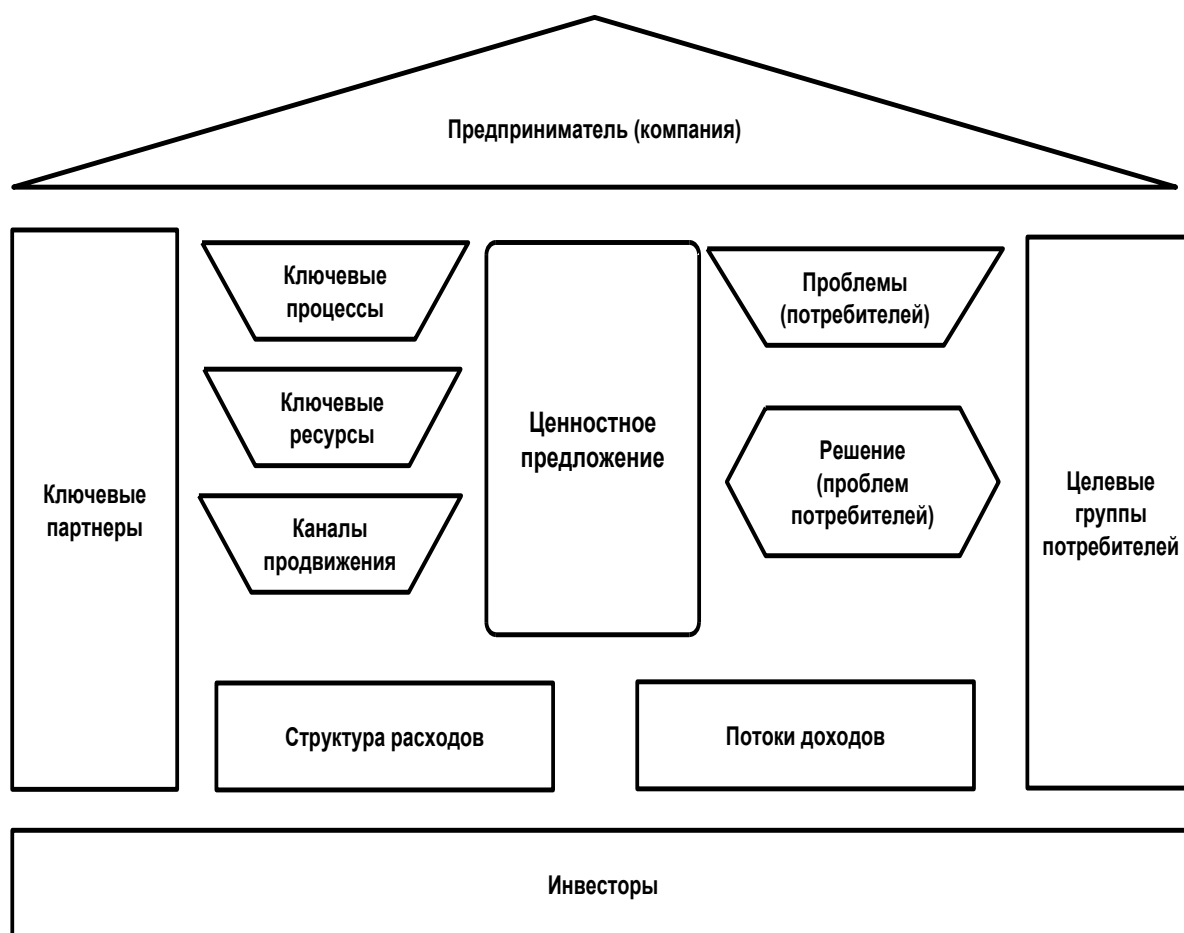 Предприниматель (компания)
Ключевые
партнеры
Ключевые
процессы
Ключевые
ресурсы
Каналы
продвижения
Ценностное
предложение
Проблемы
(потребителей)
Решение
(проблем
потребителей)
Целевые
группы
потребителей
Структура расходов
Потоки доходов
Инвесторы